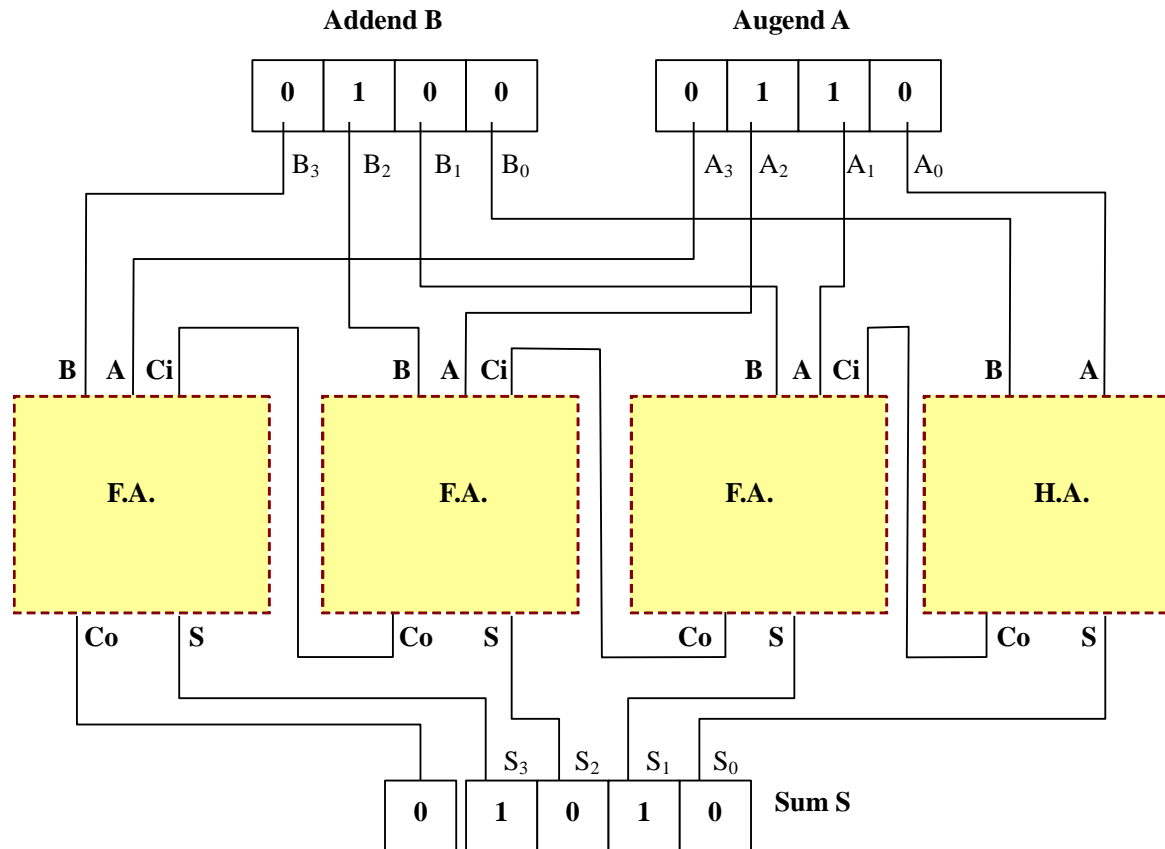 Addend B Augend A
0 1 0 0 0 1 1 0
B₃ B₂ B₁ B₀ A₃ A₂ A₁ A₀
B A Ci B A Ci B A Ci B A
F.A. F.A. F.A. H.A.
Co S Co S Co S Co S
S₃ S₂ S₁ S₀
0 1 0 1 0 Sum S